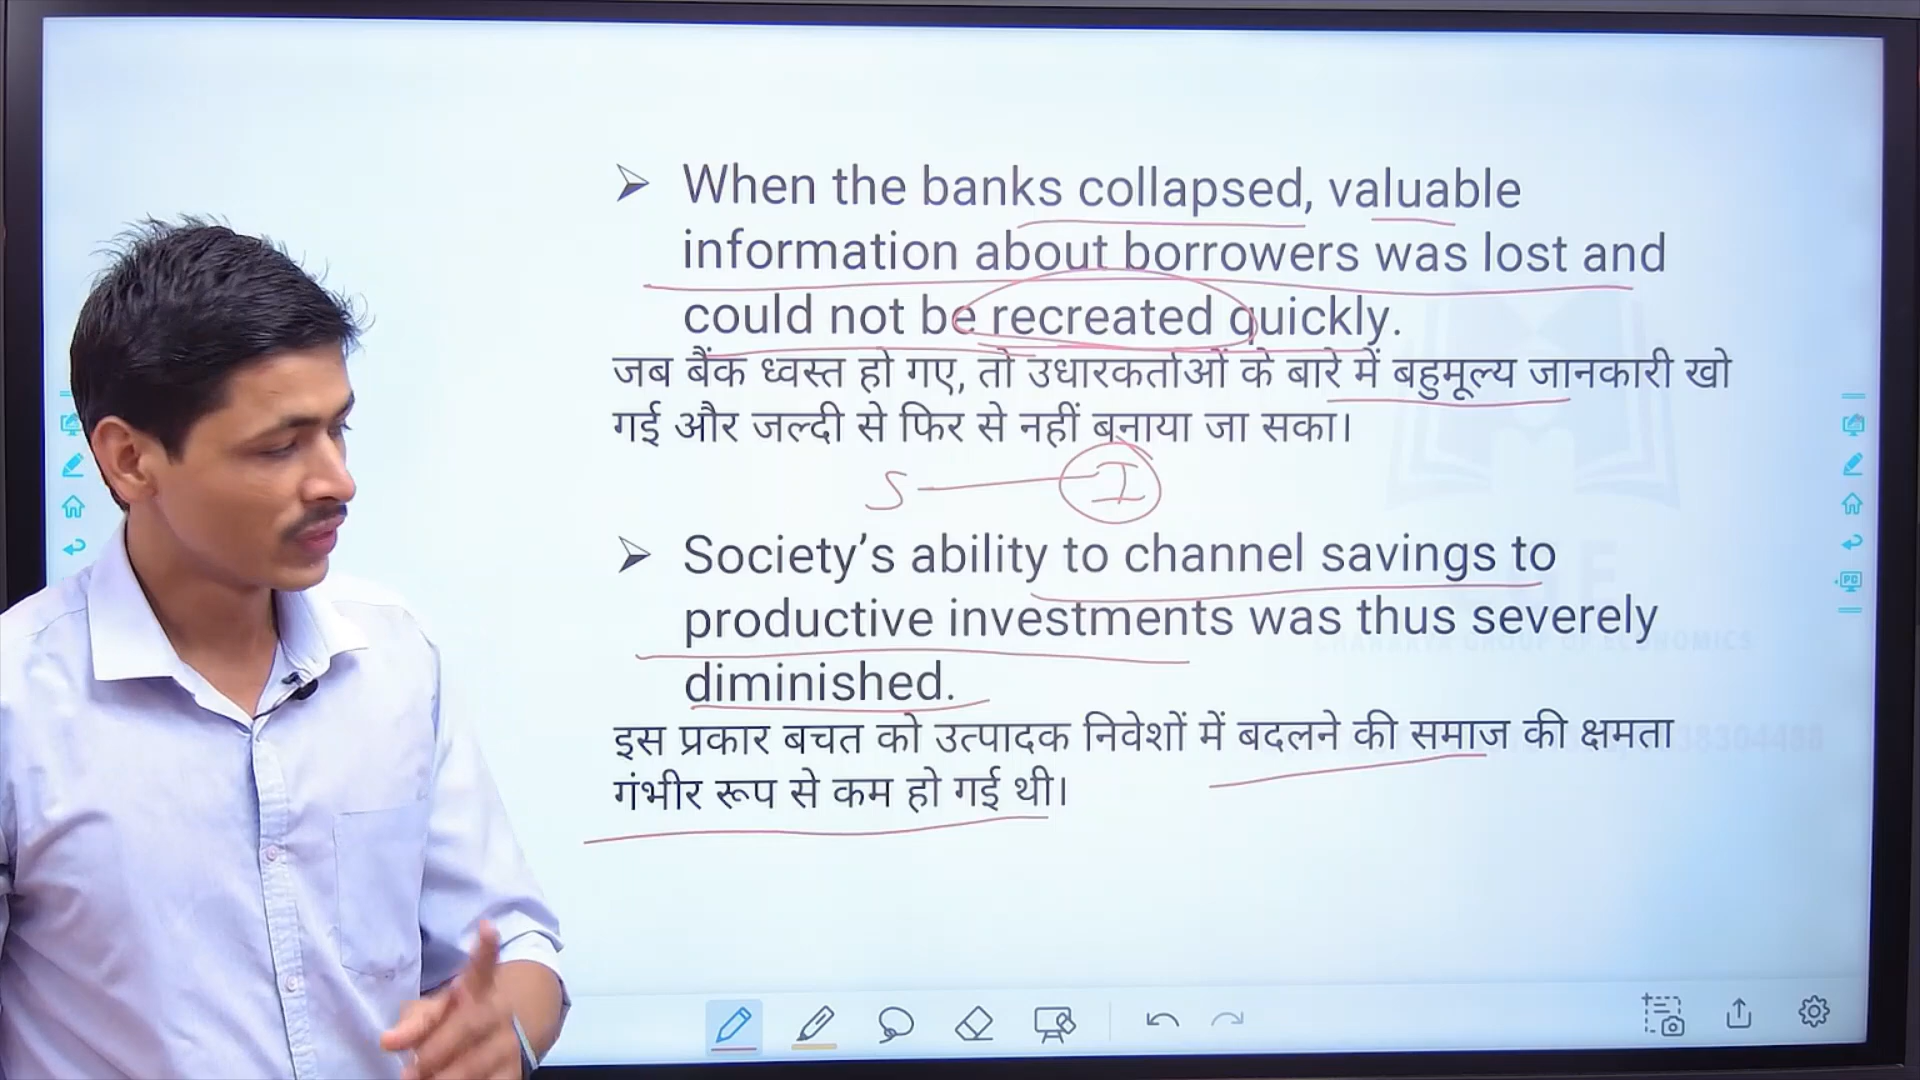 When the banks collapsed, valuable
information about borrowers was lost and
could not be recreated quickly.
जब बैंक ध्वस्त हो गए, तो उधारकर्ताओं के बारे में बहुमूल्य जानकारी खो
गई और जल्दी से फिर से नहीं बनाया जा सका।
S — I
Society’s ability to channel savings to
productive investments was thus severely
diminished.
इस प्रकार बचत को उत्पादक निवेशों में बदलने की समाज की क्षमता
गंभीर रूप से कम हो गई थी।
PC